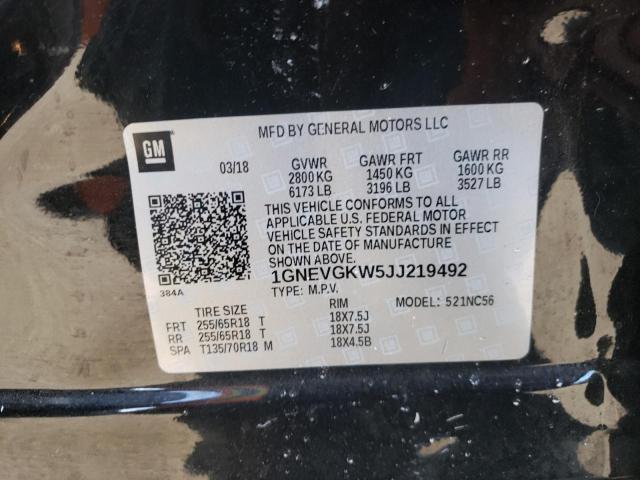 MFD BY GENERAL MOTORS LLC
GM
03/18 GVWR GAWR FRT GAWR RR
2800 KG 1450 KG 1600 KG
6173 LB 3196 LB 3527 LB
THIS VEHICLE CONFORMS TO ALL
APPLICABLE U.S. FEDERAL MOTOR
VEHICLE SAFETY STANDARDS IN EFFECT
ON THE DATE OF MANUFACTURE
SHOWN ABOVE.
1GNEVGKW5JJ219492
384A
TYPE: M.P.V. MODEL: 521NC56
TIRE SIZE RIM
FRT 255/65R18 T 18X7.5J
RR 255/65R18 T 18X7.5J
SPA T135/70R18 M 18X4.5B